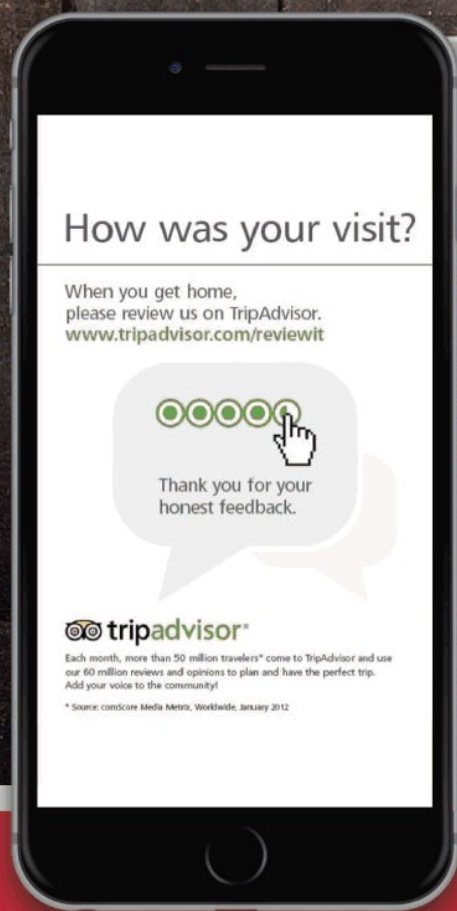 How was your visit?
When you get home,
please review us on TripAdvisor.
www.tripadvisor.com/reviewit
Thank you for your
honest feedback.
tripadvisor®
Each month, more than 50 million travelers* come to TripAdvisor and use
our 60 million reviews and opinions to plan and have the perfect trip.
Add your voice to the community!
* Source: comScore Media Metrix, Worldwide, January 2012